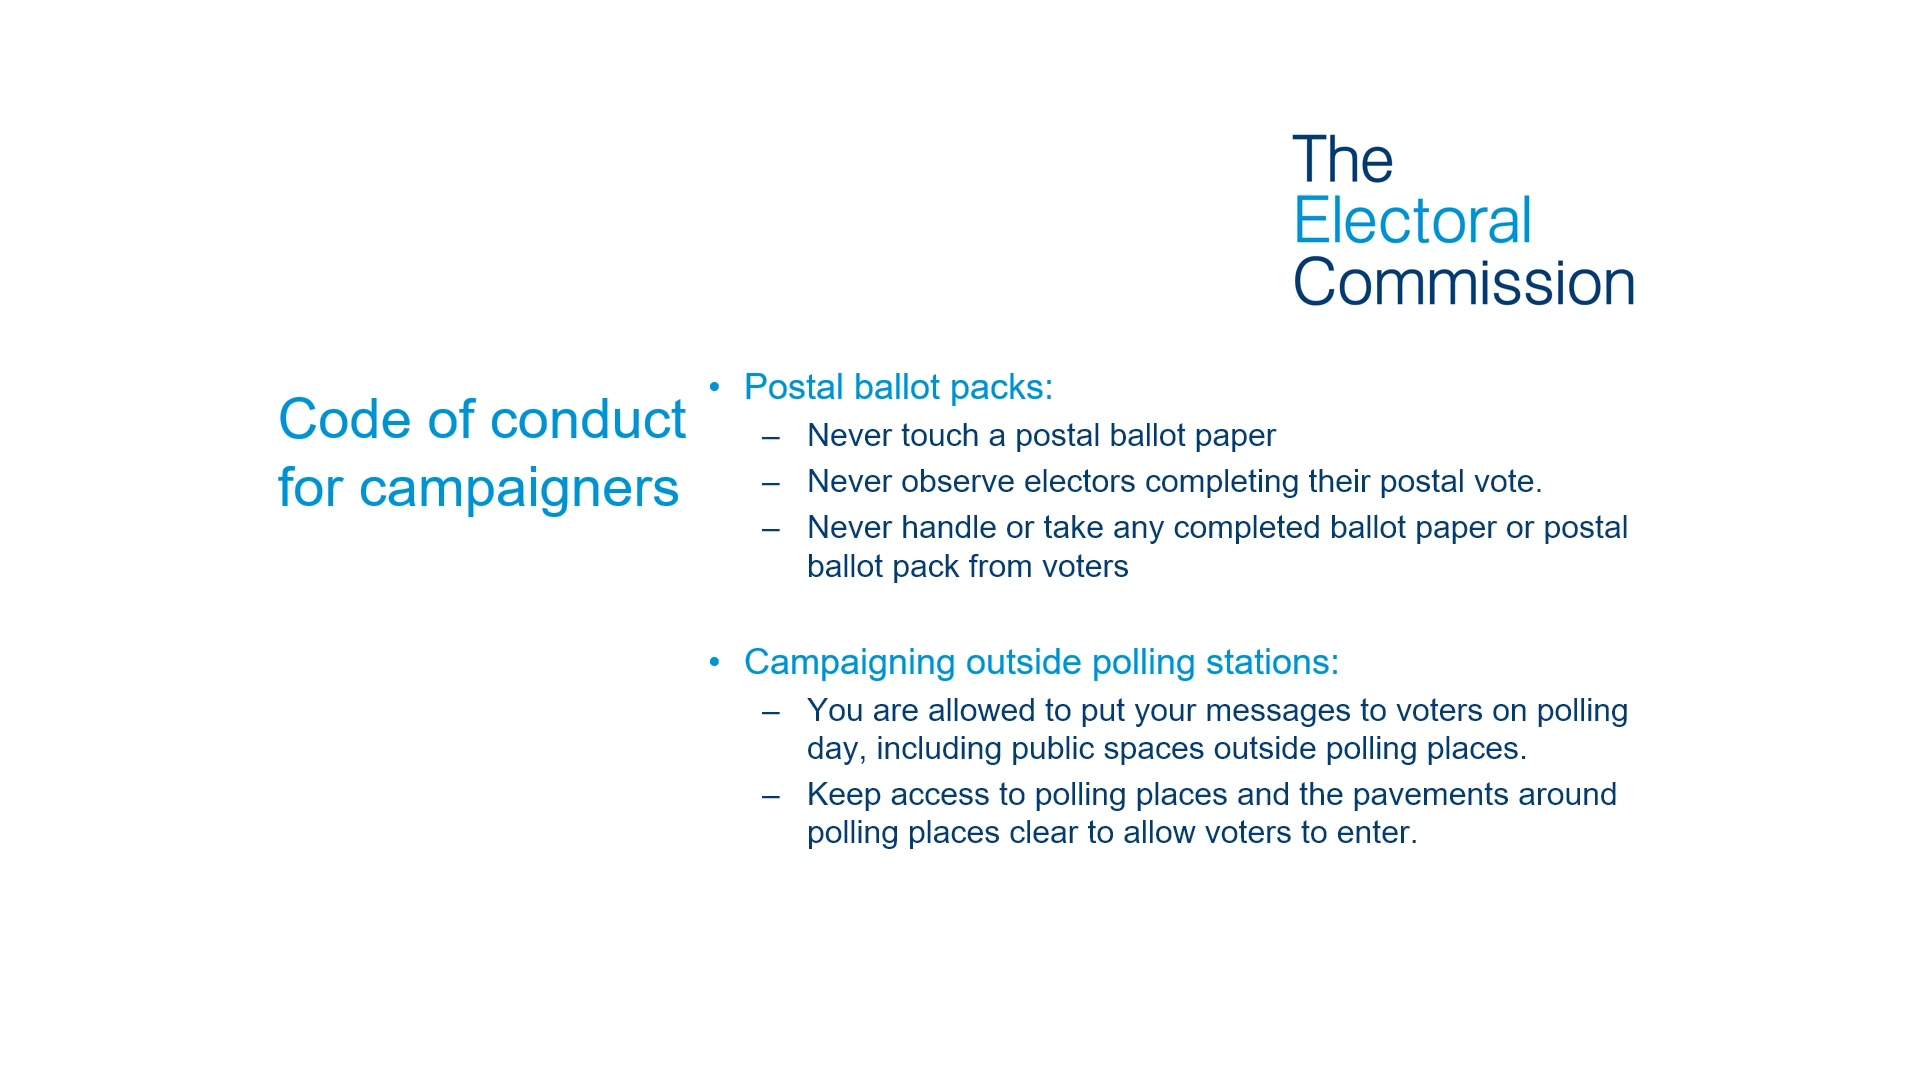 The
Electoral
Commission
Code of conduct
for campaigners
• Postal ballot packs:
– Never touch a postal ballot paper
– Never observe electors completing their postal vote.
– Never handle or take any completed ballot paper or postal
ballot pack from voters
• Campaigning outside polling stations:
– You are allowed to put your messages to voters on polling
day, including public spaces outside polling places.
– Keep access to polling places and the pavements around
polling places clear to allow voters to enter.